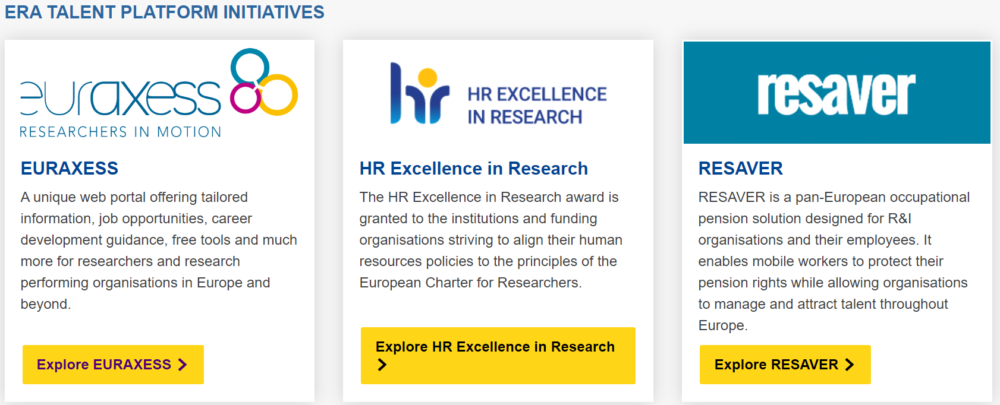 ERA TALENT PLATFORM INITIATIVES
euraxess
RESEARCHERS IN MOTION
EURAXESS
A unique web portal offering tailored
information, job opportunities, career
development guidance, free tools and much
more for researchers and research
performing organisations in Europe and
beyond.
Explore EURAXESS
hr
HR EXCELLENCE
IN RESEARCH
HR Excellence in Research
The HR Excellence in Research award is
granted to the institutions and funding
organisations striving to align their human
resources policies to the principles of the
European Charter for Researchers.
Explore HR Excellence in Research
resaver
RESAVER
RESAVER is a pan-European occupational
pension solution designed for R&I
organisations and their employees. It
enables mobile workers to protect their
pension rights while allowing organisations
to manage and attract talent throughout
Europe.
Explore RESAVER